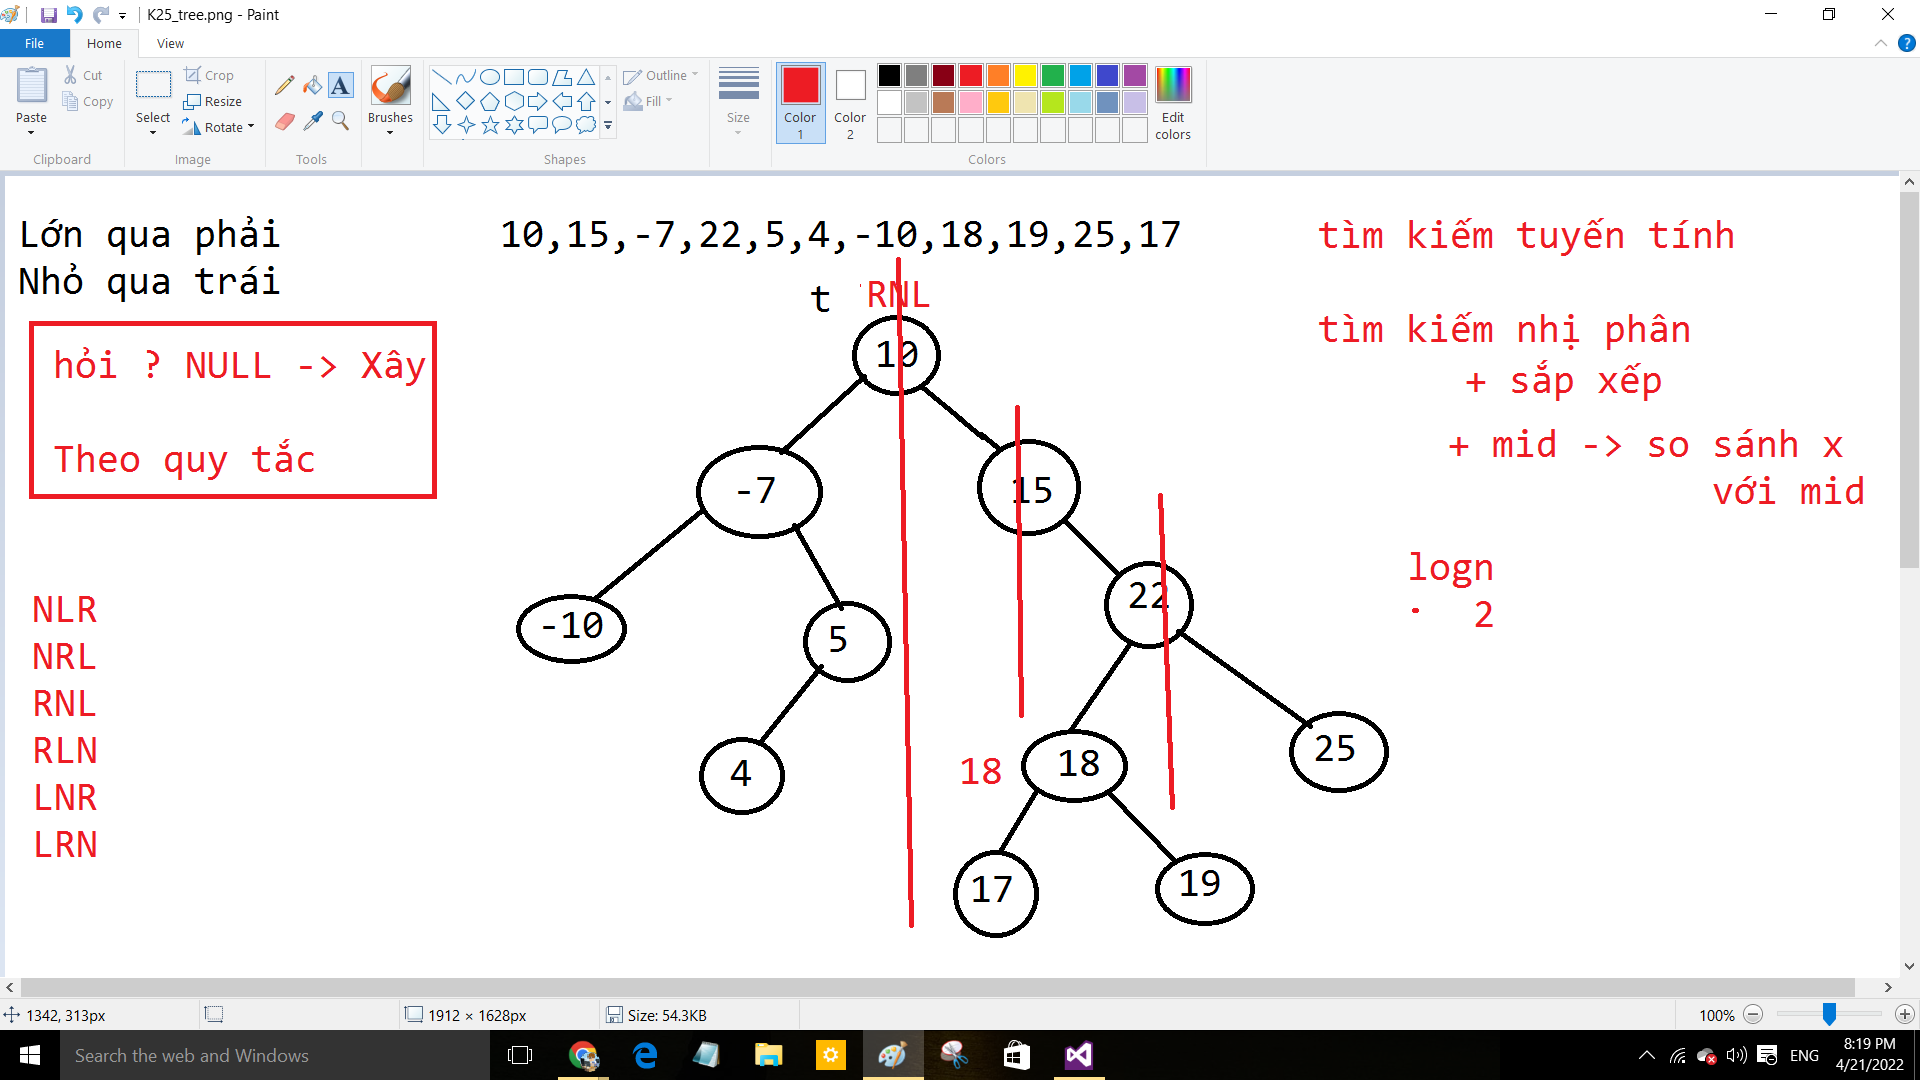 K25_tree.png - Paint
File Home View
Paste
Cut
Copy
Clipboard
Select
Crop
Resize
Rotate
Image
Tools
Brushes
Shapes
Outline
Fill
Size
Color 1
Color 2
Edit colors
Colors
Lớn qua phải
Nhỏ qua trái
10,15,-7,22,5,4,-10,18,19,25,17
tìm kiếm tuyến tính
t RNL
hỏi ? NULL -> Xây
Theo quy tắc
tìm kiếm nhị phân
+ sắp xếp
+ mid -> so sánh x
với mid
logn
2
10
-7
15
-10
5
22
4
18
18
25
17
19
NLR
NRL
RNL
RLN
LNR
LRN
1342, 313px
1912 × 1628px
Size: 54.3KB
100%
Search the web and Windows
ENG
8:19 PM
4/21/2022